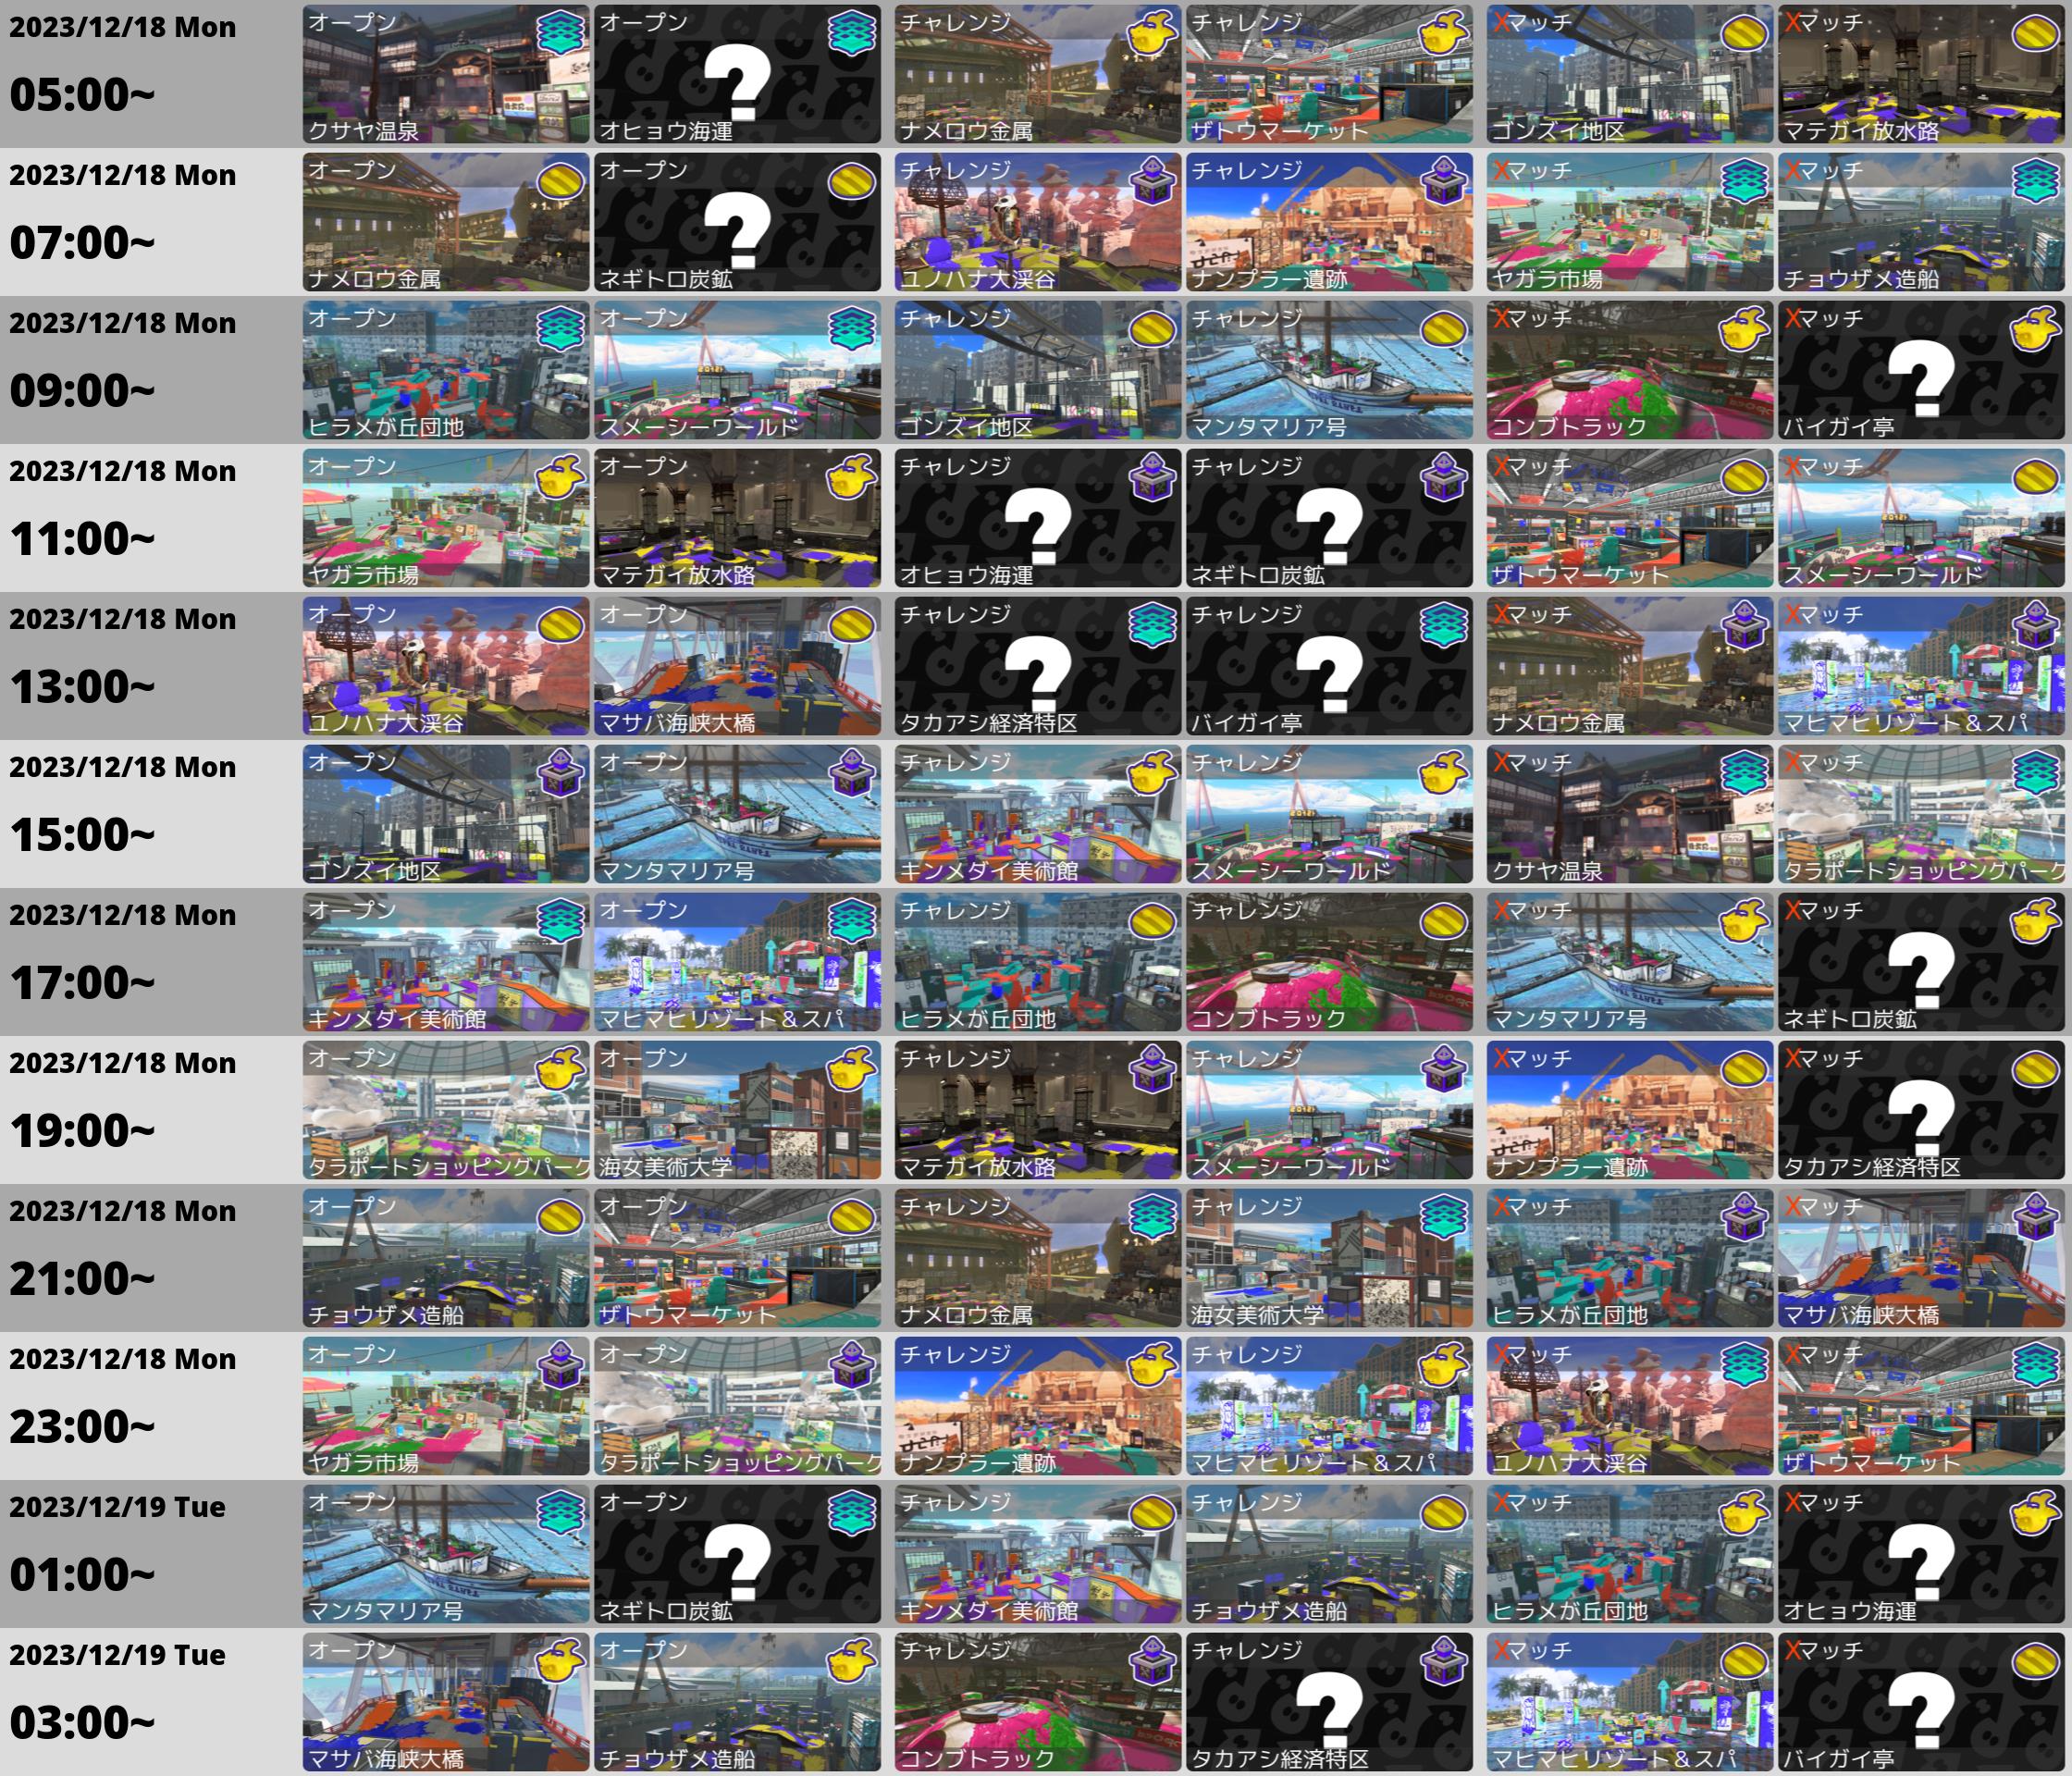 2023/12/18 Mon
05:00~
オープン
クサヤ温泉
オープン
オヒョウ海運
チャレンジ
ナメロウ金属
チャレンジ
ザトウマーケット
Xマッチ
ゴンズイ地区
Xマッチ
マテガイ放水路
2023/12/18 Mon
07:00~
オープン
ナメロウ金属
オープン
ネギトロ炭鉱
チャレンジ
ユノハナ大渓谷
チャレンジ
ナンプラー遺跡
Xマッチ
ヤガラ市場
Xマッチ
チョウザメ造船
2023/12/18 Mon
09:00~
オープン
ヒラメが丘団地
オープン
スメーシーワールド
チャレンジ
ゴンズイ地区
チャレンジ
マンタマリア号
Xマッチ
コンブトラック
Xマッチ
バイガイ亭
2023/12/18 Mon
11:00~
オープン
ヤガラ市場
オープン
マテガイ放水路
チャレンジ
オヒョウ海運
チャレンジ
ネギトロ炭鉱
Xマッチ
ザトウマーケット
Xマッチ
スメーシーワールド
2023/12/18 Mon
13:00~
オープン
ユノハナ大渓谷
オープン
マサバ海峡大橋
チャレンジ
タカアシ経済特区
チャレンジ
バイガイ亭
Xマッチ
ナメロウ金属
Xマッチ
マヒマヒリゾート＆スパ
2023/12/18 Mon
15:00~
オープン
ゴンズイ地区
オープン
マンタマリア号
チャレンジ
キンメダイ美術館
チャレンジ
スメーシーワールド
Xマッチ
クサヤ温泉
Xマッチ
タラポートショッピングパーク
2023/12/18 Mon
17:00~
オープン
キンメダイ美術館
オープン
マヒマヒリゾート＆スパ
チャレンジ
ヒラメが丘団地
チャレンジ
コンブトラック
Xマッチ
マンタマリア号
Xマッチ
ネギトロ炭鉱
2023/12/18 Mon
19:00~
オープン
タラポートショッピングパーク
オープン
海女美術大学
チャレンジ
マテガイ放水路
チャレンジ
スメーシーワールド
Xマッチ
ナンプラー遺跡
Xマッチ
タカアシ経済特区
2023/12/18 Mon
21:00~
オープン
チョウザメ造船
オープン
ザトウマーケット
チャレンジ
ナメロウ金属
チャレンジ
海女美術大学
Xマッチ
ヒラメが丘団地
Xマッチ
マサバ海峡大橋
2023/12/18 Mon
23:00~
オープン
ヤガラ市場
オープン
タラポートショッピングパーク
チャレンジ
ナンプラー遺跡
チャレンジ
マヒマヒリゾート＆スパ
Xマッチ
ユノハナ大渓谷
Xマッチ
ザトウマーケット
2023/12/19 Tue
01:00~
オープン
マンタマリア号
オープン
ネギトロ炭鉱
チャレンジ
キンメダイ美術館
チャレンジ
チョウザメ造船
Xマッチ
ヒラメが丘団地
Xマッチ
オヒョウ海運
2023/12/19 Tue
03:00~
オープン
マサバ海峡大橋
オープン
チョウザメ造船
チャレンジ
コンブトラック
チャレンジ
タカアシ経済特区
Xマッチ
マヒマヒリゾート＆スパ
Xマッチ
バイガイ亭